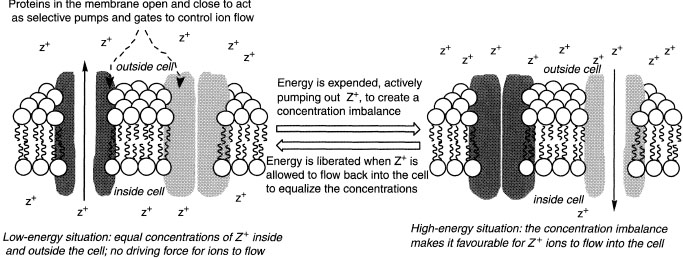 Proteins in the membrane open and close to act
as selective pumps and gates to control ion flow
z⁺
z⁺
z⁺
z⁺
outside cell
inside cell
z⁺
z⁺
z⁺
z⁺
z⁺
Low-energy situation: equal concentrations of Z⁺ inside
and outside the cell; no driving force for ions to flow
Energy is expended, actively
pumping out Z⁺, to create a
concentration imbalance
Energy is liberated when Z⁺ is
allowed to flow back into the cell
to equalize the concentrations
z⁺
z⁺
z⁺
z⁺
z⁺
z⁺
z⁺
outside cell
inside cell
z⁺
High-energy situation: the concentration imbalance
makes it favourable for Z⁺ ions to flow into the cell